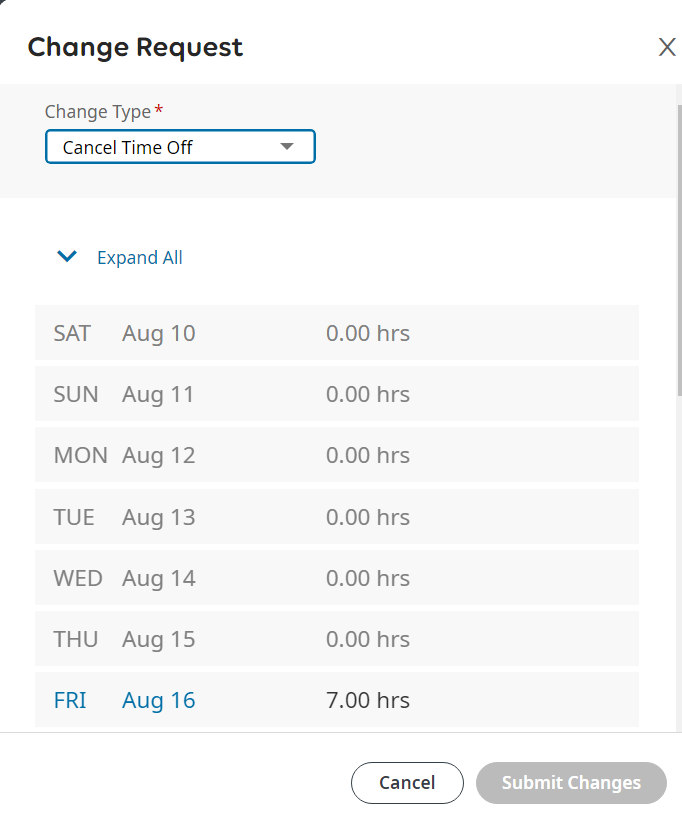 Change Request
X
Change Type *
Cancel Time Off
Expand All
SAT Aug 10 0.00 hrs
SUN Aug 11 0.00 hrs
MON Aug 12 0.00 hrs
TUE Aug 13 0.00 hrs
WED Aug 14 0.00 hrs
THU Aug 15 0.00 hrs
FRI Aug 16 7.00 hrs
Cancel Submit Changes